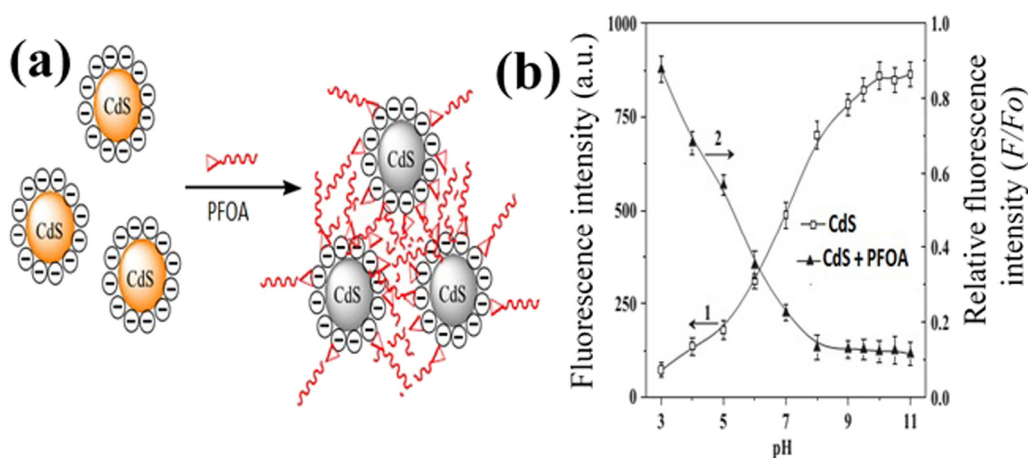 (a)
CdS
CdS
CdS
PFOA
CdS
CdS
CdS
(b)
Fluorescence intensity (a.u.)
1000
750
500
250
0
1.0
0.8
0.6
0.4
0.2
0.0
Relative fluorescence
intensity (F/Fo)
2
1
CdS
CdS + PFOA
3 5 7 9 11
pH